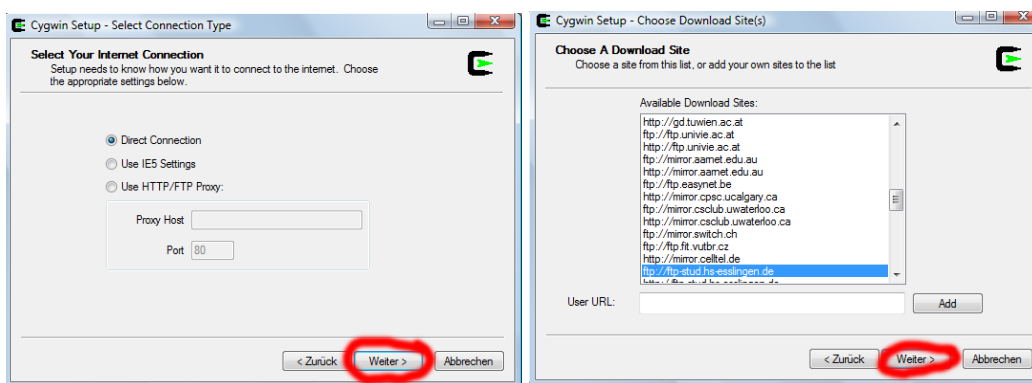 Cygwin Setup - Select Connection Type
Select Your Internet Connection
Setup needs to know how you want it to connect to the internet. Choose
the appropriate settings below.
Direct Connection
Use IE5 Settings
Use HTTP/FTP Proxy:
Proxy Host
Port 80
< Zurück Weiter > Abbrechen
Cygwin Setup - Choose Download Site(s)
Choose A Download Site
Choose a site from this list, or add your own sites to the list
Available Download Sites:
http://gd.tuwien.ac.at
ftp://ftp.univie.ac.at
http://ftp.univie.ac.at
ftp://mirror.aarnet.edu.au
http://mirror.aarnet.edu.au
ftp://ftp.easynet.be
http://mirror.cpsc.ucalgary.ca
ftp://mirror.csclub.uwaterloo.ca
http://mirror.csclub.uwaterloo.ca
ftp://mirror.switch.ch
ftp://ftp.fit.vutbr.cz
http://mirror.celltel.de
ftp://ftp-stud.hs-esslingen.de
http://ftp-stud.hs-esslingen.de
User URL: Add
< Zurück Weiter > Abbrechen